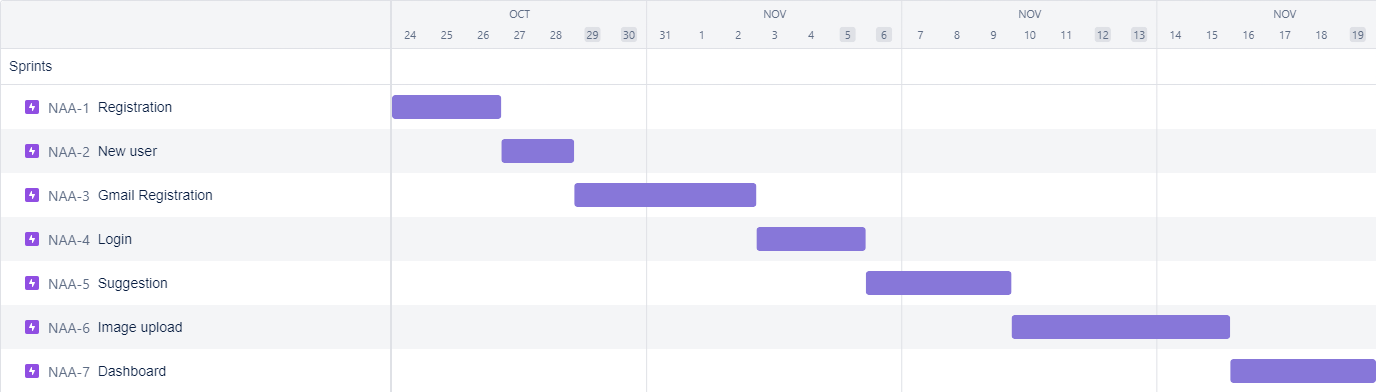 OCT NOV NOV NOV
24 25 26 27 28 29 30 31 1 2 3 4 5 6 7 8 9 10 11 12 13 14 15 16 17 18 19
Sprints
NAA-1 Registration
NAA-2 New user
NAA-3 Gmail Registration
NAA-4 Login
NAA-5 Suggestion
NAA-6 Image upload
NAA-7 Dashboard